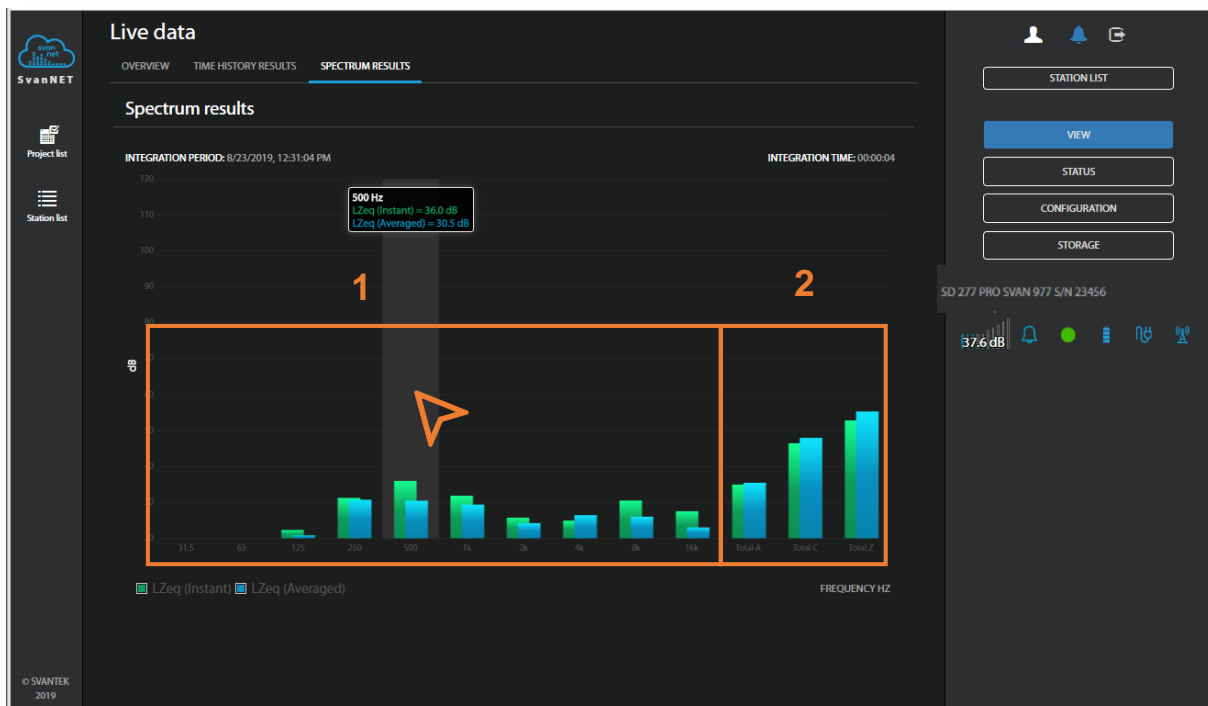 Live data
svan
net
SvanNET
OVERVIEW TIME HISTORY RESULTS SPECTRUM RESULTS
STATION LIST
Spectrum results
Project list
VIEW
INTEGRATION PERIOD: 8/23/2019, 12:31:04 PM INTEGRATION TIME: 00:00:04
STATUS
120
Station list
500 Hz
LZeq (Instant) = 36.0 dB
LZeq (Averaged) = 30.5 dB
CONFIGURATION
110
STORAGE
100
90
1
2
SD 277 PRO SVAN 977 S/N 23456
80
37.6 dB
dB
31.5 63 125 250 500 1k 2k 4k 8k 16k Total A Total C Total Z
LZeq (Instant) LZeq (Averaged)
FREQUENCY HZ
© SVANTEK
2019